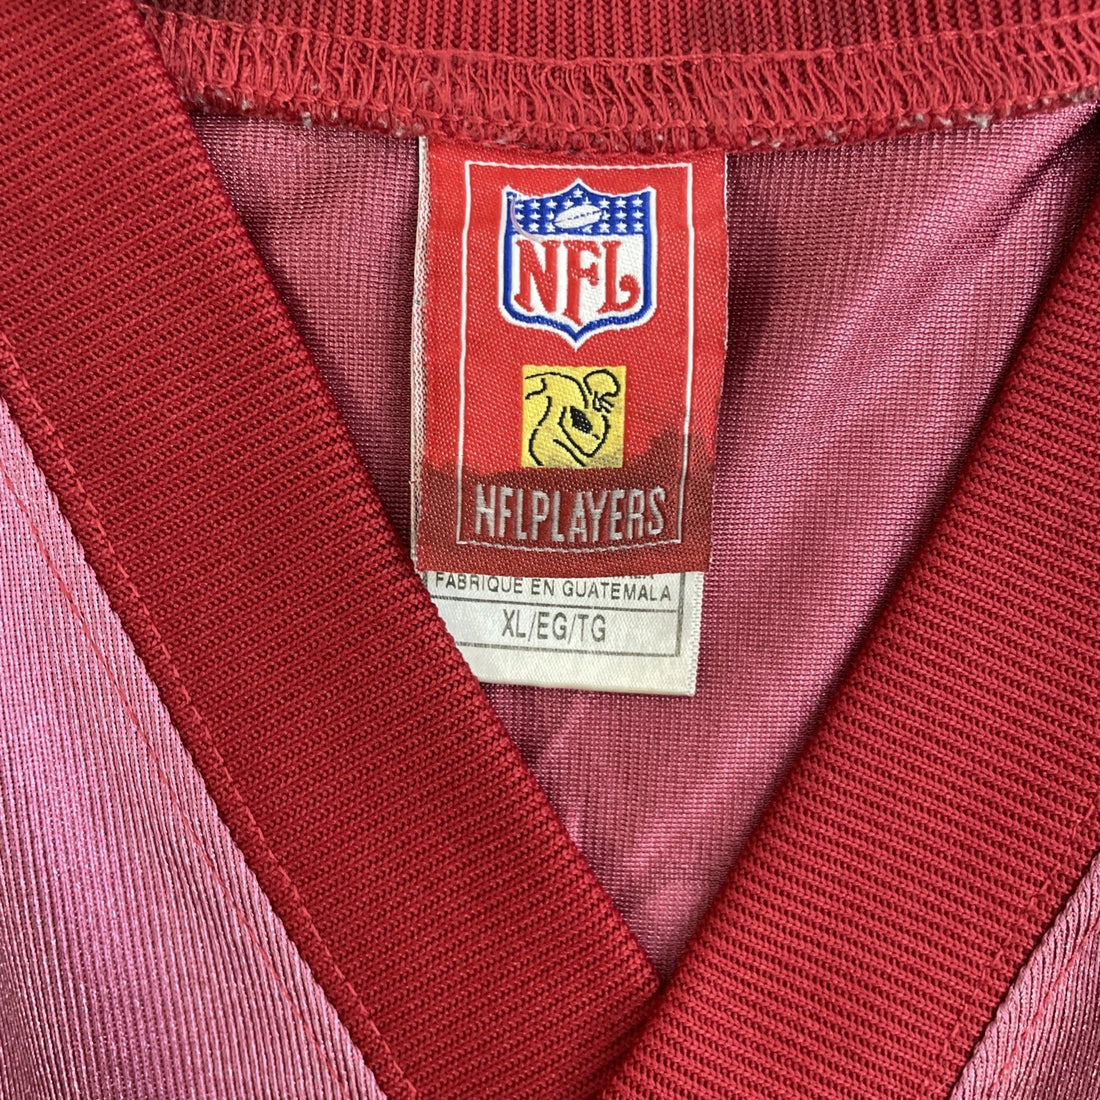 NFL
NFLPLAYERS
FABRIQUE EN GUATEMALA
XL/EG/TG